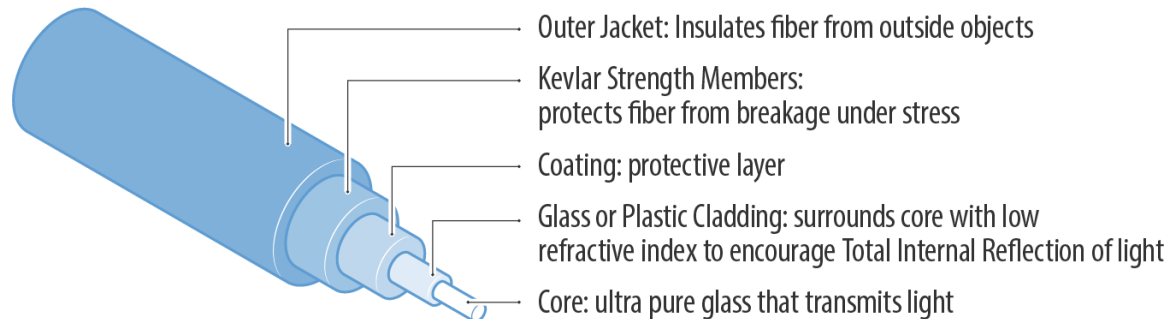 Outer Jacket: Insulates fiber from outside objects
Kevlar Strength Members:
protects fiber from breakage under stress
Coating: protective layer
Glass or Plastic Cladding: surrounds core with low
refractive index to encourage Total Internal Reflection of light
Core: ultra pure glass that transmits light